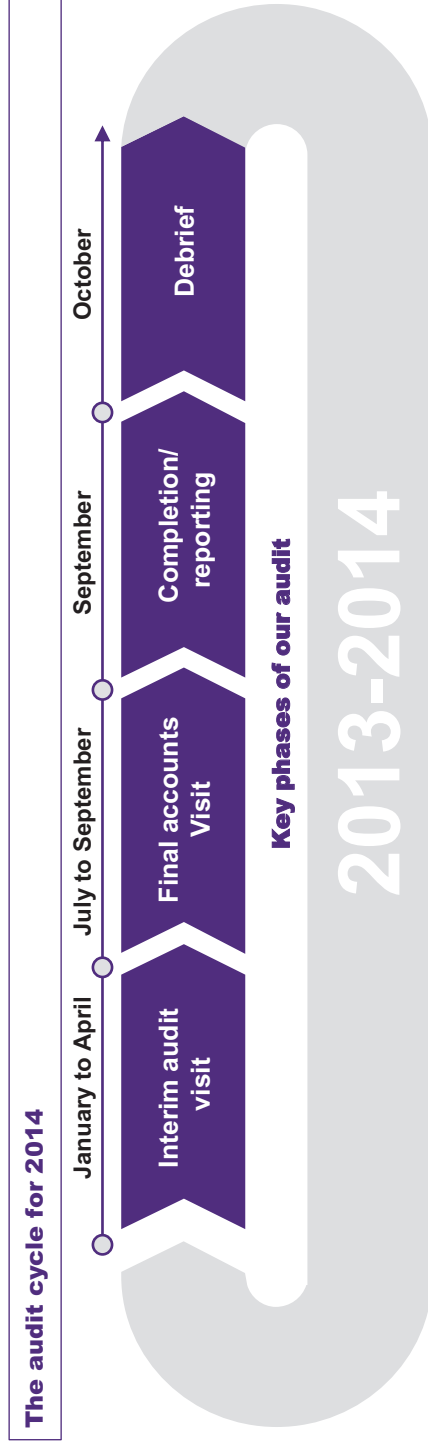 The audit cycle for 2014
January to April
July to September
September
October
Interim audit
visit
Final accounts
Visit
Completion/
reporting
Debrief
Key phases of our audit
2013-2014